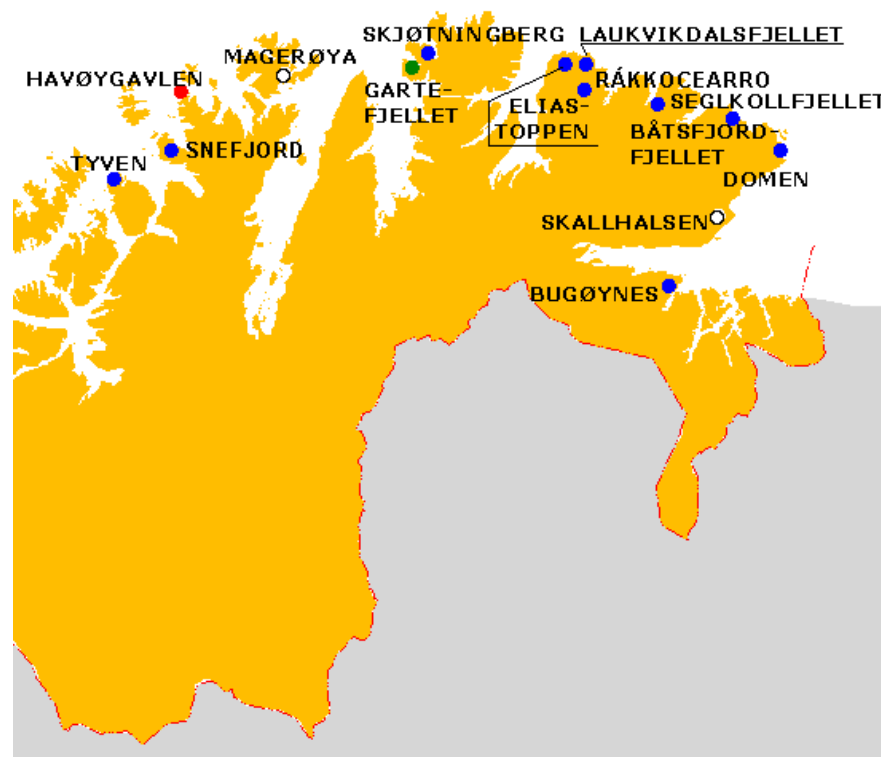 SKJØTNINGBERG
LAUKVIKDALSFJELLET
MAGERØYA
HAVØYGAVLEN
RÁKKOCEARRO
GARTE-
FJELLET
ELIAS-
TOPPEN
SEGLKOLLFJELLET
BÅTSFJORD-
FJELLET
SNEFJORD
TYVEN
DOMEN
SKALLHALSEN
BUGØYNES